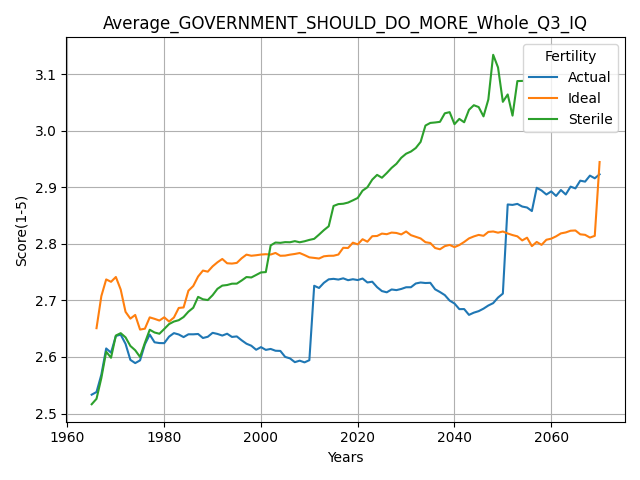 Average_GOVERNMENT_SHOULD_DO_MORE_Whole_Q3_IQ
Fertility
Actual
Ideal
Sterile
Score(1-5)
3.1
3.0
2.9
2.8
2.7
2.6
2.5
1960
1980
2000
2020
2040
2060
Years